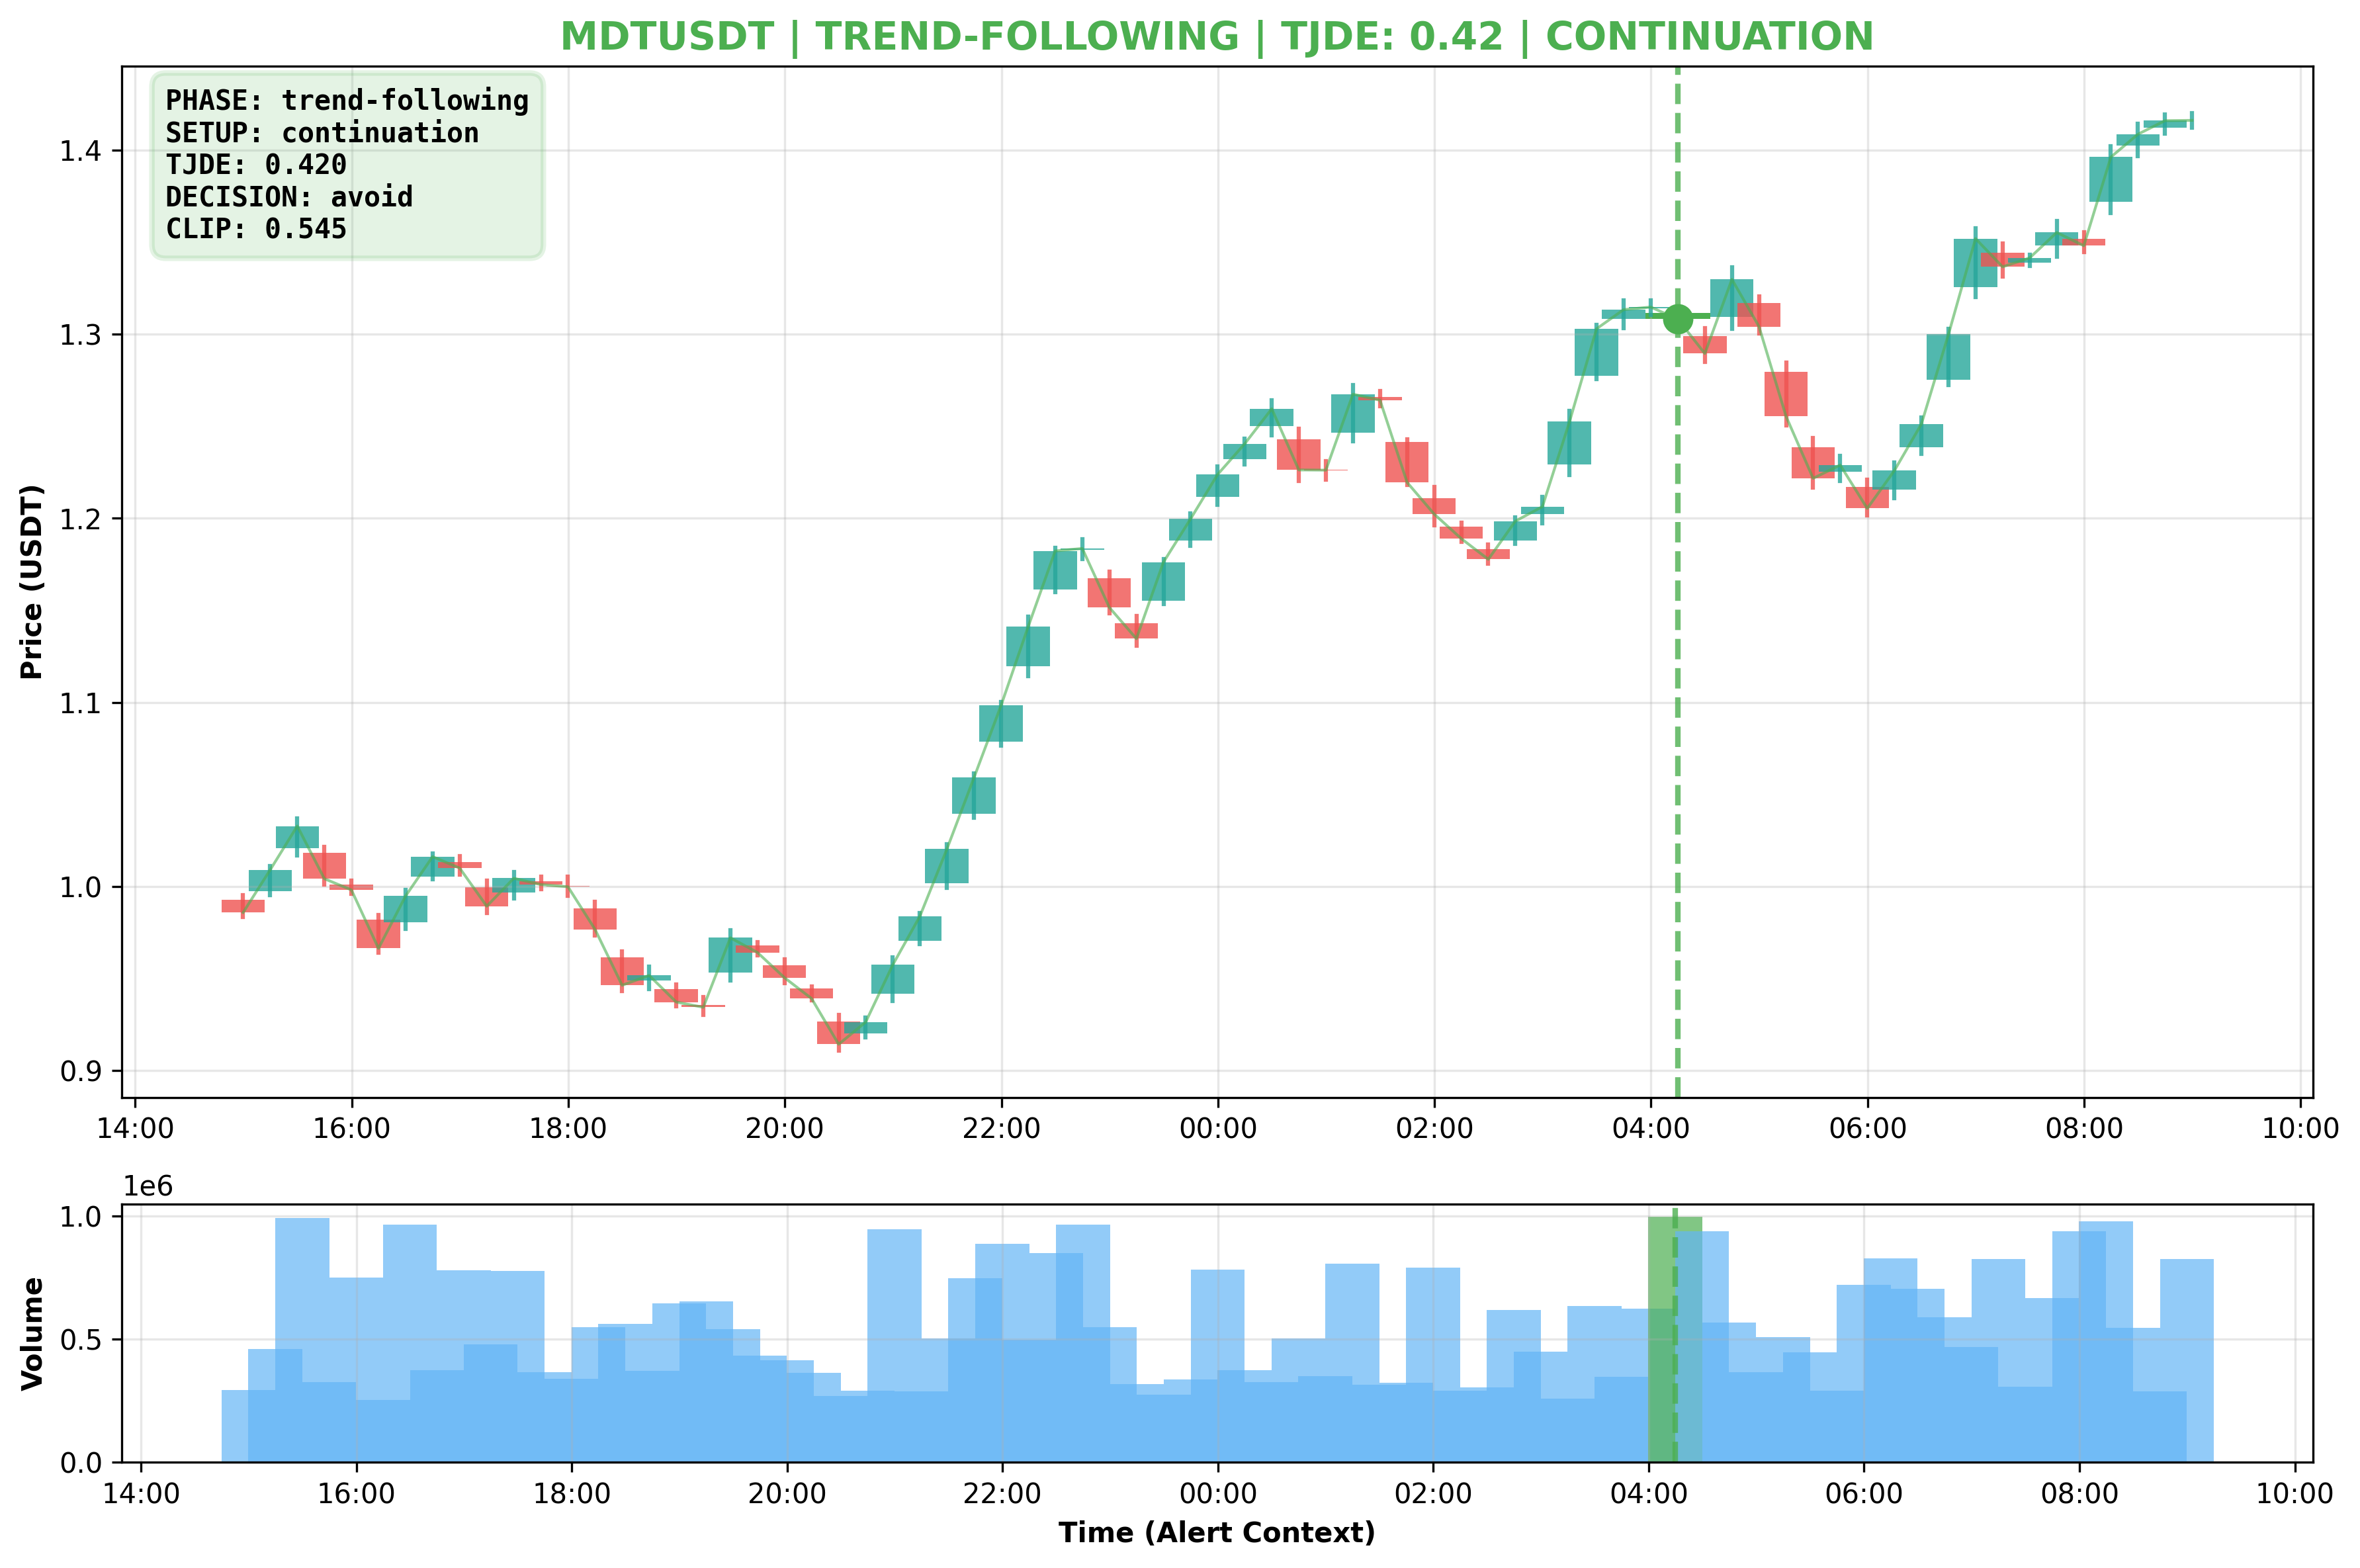 MDTUSDT | TREND-FOLLOWING | TJDE: 0.42 | CONTINUATION
PHASE: trend-following
SETUP: continuation
TJDE: 0.420
DECISION: avoid
CLIP: 0.545
Price (USDT)
1.4
1.3
1.2
1.1
1.0
0.9
14:00 16:00 18:00 20:00 22:00 00:00 02:00 04:00 06:00 08:00 10:00
1e6
Volume
1.0
0.5
0.0
14:00 16:00 18:00 20:00 22:00 00:00 02:00 04:00 06:00 08:00 10:00
Time (Alert Context)